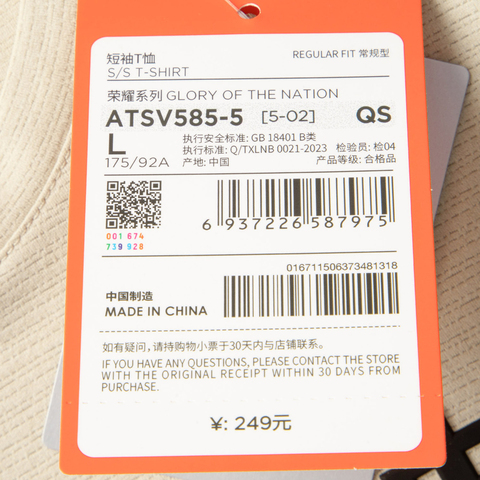 短袖T恤
S/S T-SHIRT
REGULAR FIT 常规型
荣耀系列 GLORY OF THE NATION
ATSV585-5 [5-02] QS
L
175/92A
执行安全标准: GB 18401 B类
执行标准: Q/TXLNB 0021-2023 检验员: 检04
产地: 中国 产品等级: 合格品
001 674
739 928
6 937226 587975
016711506373481318
中国制造
MADE IN CHINA
如有疑问，请持购物小票于30天内与店铺联系。
IF YOU HAVE ANY QUESTIONS, PLEASE CONTACT THE STORE
WITH THE ORIGINAL RECEIPT WITHIN 30 DAYS FROM
PURCHASE.
¥: 249元